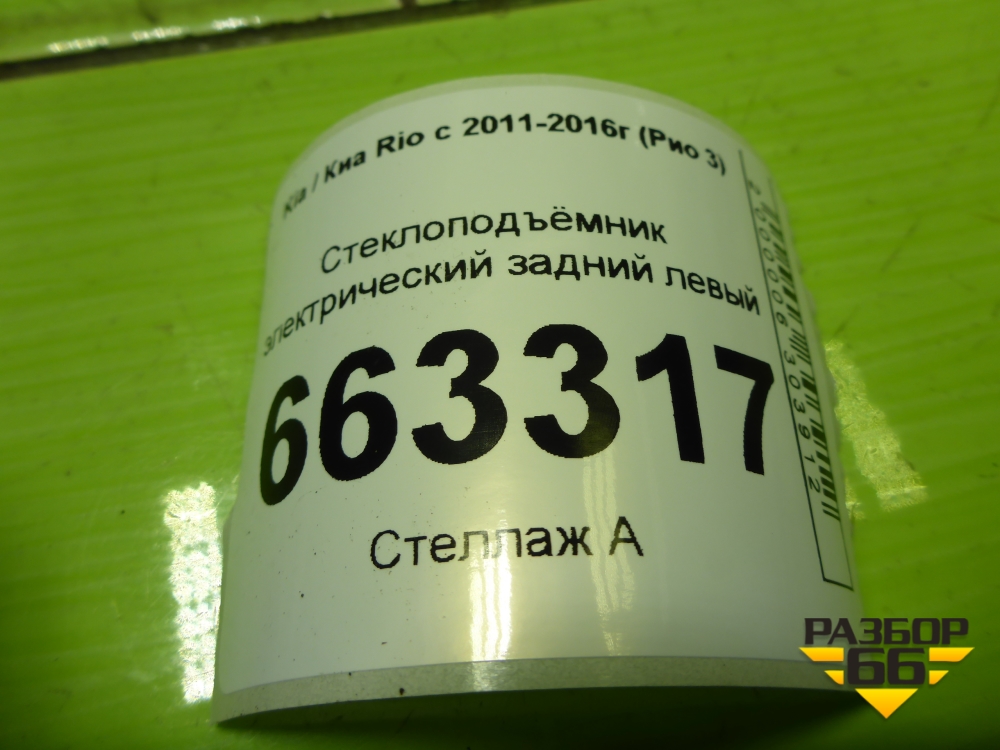 Kia / Киа Rio с 2011-2016г (Рио 3)
Стеклоподъёмник
электрический задний левый
663317
Стеллаж А
2000006303912
РАЗБОР
66